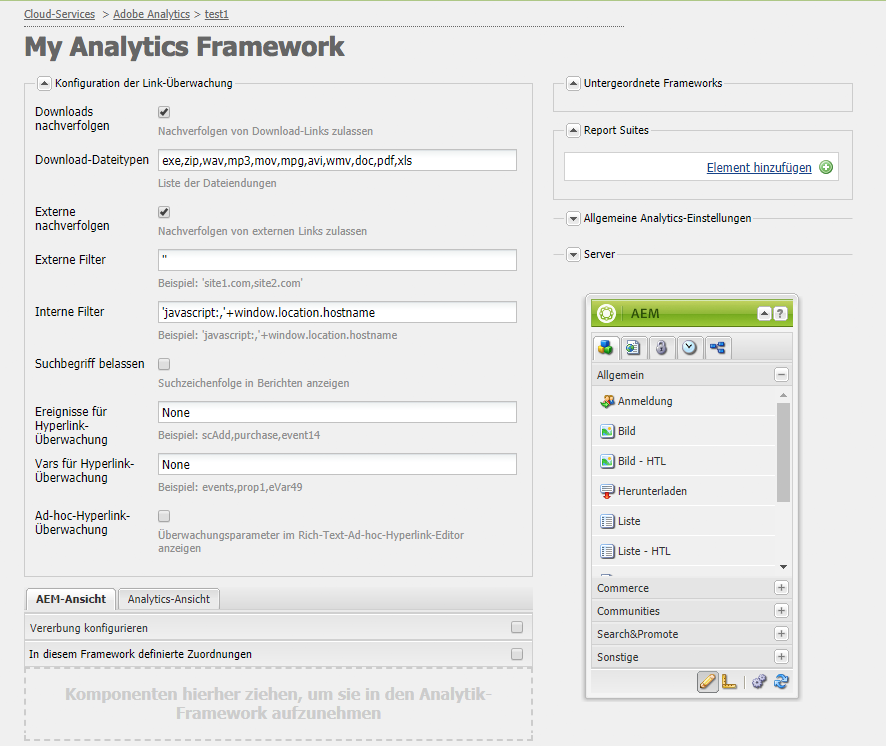 Cloud-Services > Adobe Analytics > test1
My Analytics Framework
Konfiguration der Link-Überwachung
Downloads
nachverfolgen
Nachverfolgen von Download-Links zulassen
Download-Dateitypen
exe,zip,wav,mp3,mov,mpg,avi,wmv,doc,pdf,xls
Liste der Dateiendungen
Externe
nachverfolgen
Nachverfolgen von externen Links zulassen
Externe Filter
''
Beispiel: 'site1.com,site2.com'
Interne Filter
'javascript:,'+window.location.hostname
Beispiel: 'javascript:,'+window.location.hostname
Suchbegriff belassen
Suchzeichenfolge in Berichten anzeigen
Ereignisse für
Hyperlink-
Überwachung
None
Beispiel: scAdd,purchase,event14
Vars für Hyperlink-
Überwachung
None
Beispiel: events,prop1,eVar49
Ad-hoc-Hyperlink-
Überwachung
Überwachungsparameter im Rich-Text-Ad-hoc-Hyperlink-Editor
anzeigen
AEM-Ansicht
Analytics-Ansicht
Vererbung konfigurieren
In diesem Framework definierte Zuordnungen
Komponenten hierher ziehen, um sie in den Analytik-
Framework aufzunehmen
Untergeordnete Frameworks
Report Suites
Element hinzufügen
Allgemeine Analytics-Einstellungen
Server
AEM
?
Allgemein
Anmeldung
Bild
Bild - HTL
Herunterladen
Liste
Liste - HTL
Commerce
Communities
Search&Promote
Sonstige